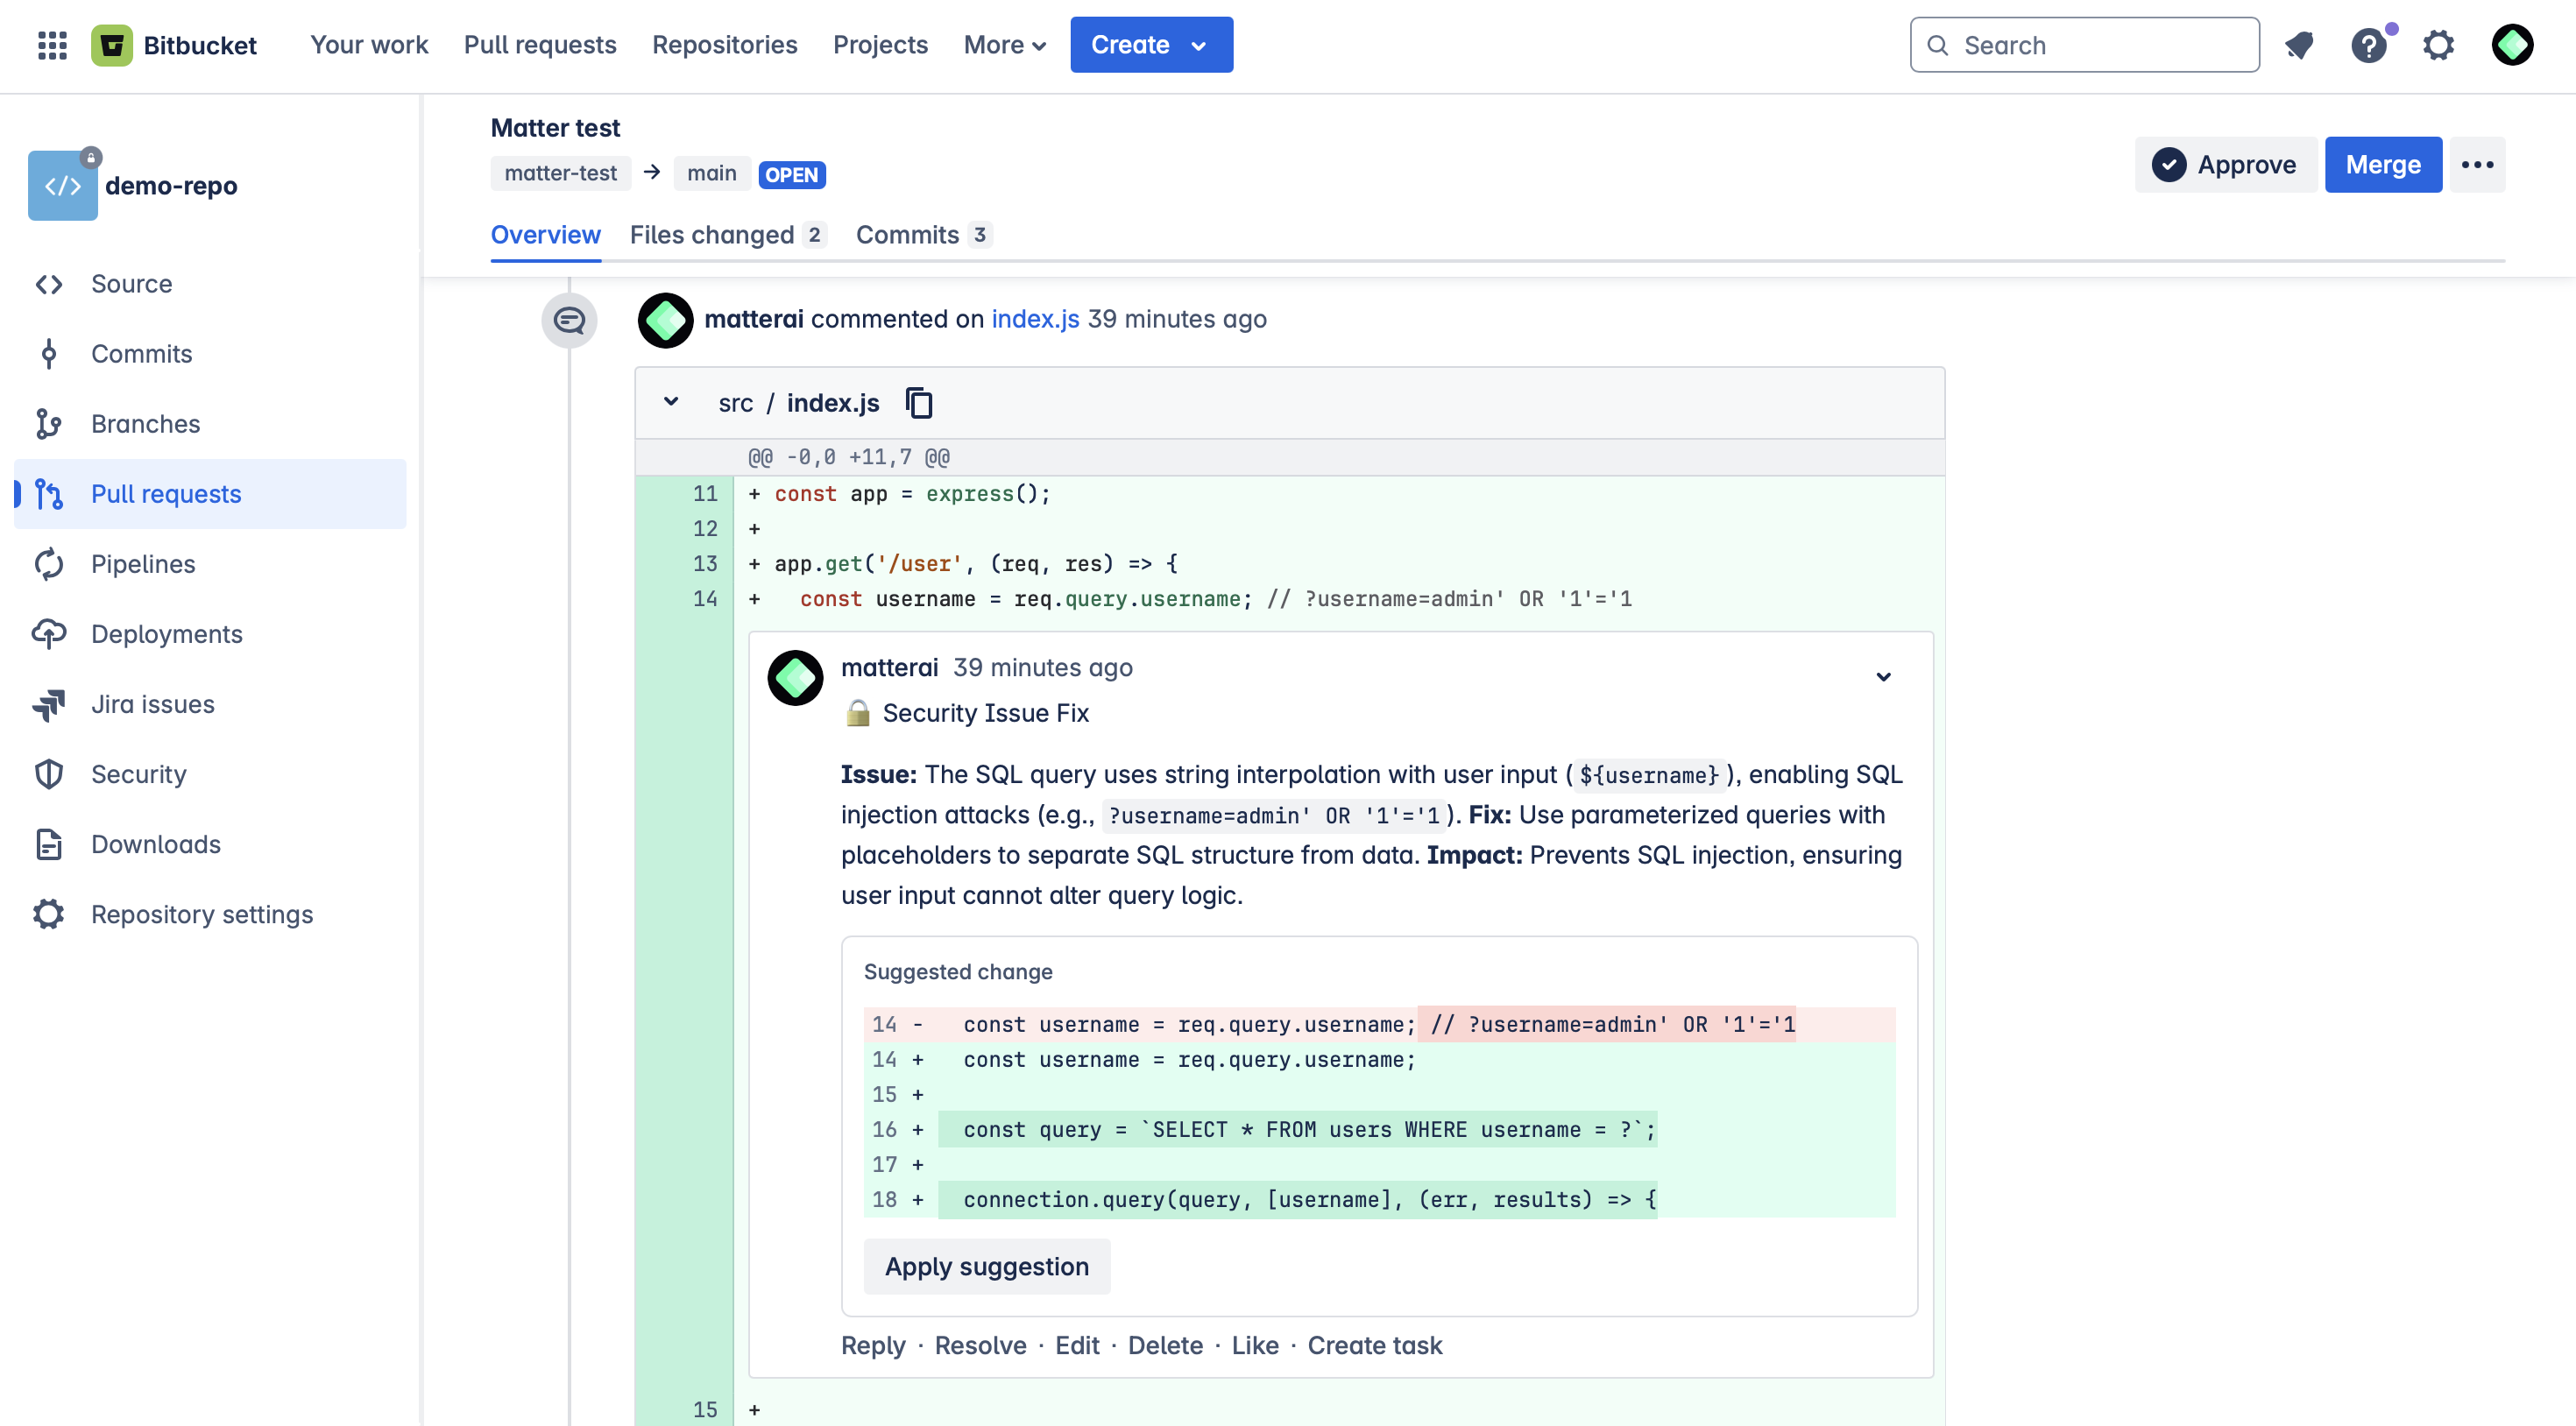 Bitbucket
Your work
Pull requests
Repositories
Projects
More
Create
Search
demo-repo
Source
Commits
Branches
Pull requests
Pipelines
Deployments
Jira issues
Security
Downloads
Repository settings
Matter test
matter-test → main OPEN
Approve
Merge
Overview
Files changed 2
Commits 3
matterai commented on index.js 39 minutes ago
src / index.js
@@ -0,0 +11,7 @@
11 + const app = express();
12 +
13 + app.get('/user', (req, res) => {
14 +   const username = req.query.username; // ?username=admin' OR '1'='1
matterai 39 minutes ago
🔒 Security Issue Fix
Issue: The SQL query uses string interpolation with user input (${username}), enabling SQL
injection attacks (e.g., ?username=admin' OR '1'='1). Fix: Use parameterized queries with
placeholders to separate SQL structure from data. Impact: Prevents SQL injection, ensuring
user input cannot alter query logic.
Suggested change
14 -   const username = req.query.username; // ?username=admin' OR '1'='1
14 +   const username = req.query.username;
15 +
16 +   const query = `SELECT * FROM users WHERE username = ?`;
17 +
18 +   connection.query(query, [username], (err, results) => {
Apply suggestion
Reply · Resolve · Edit · Delete · Like · Create task
15 +